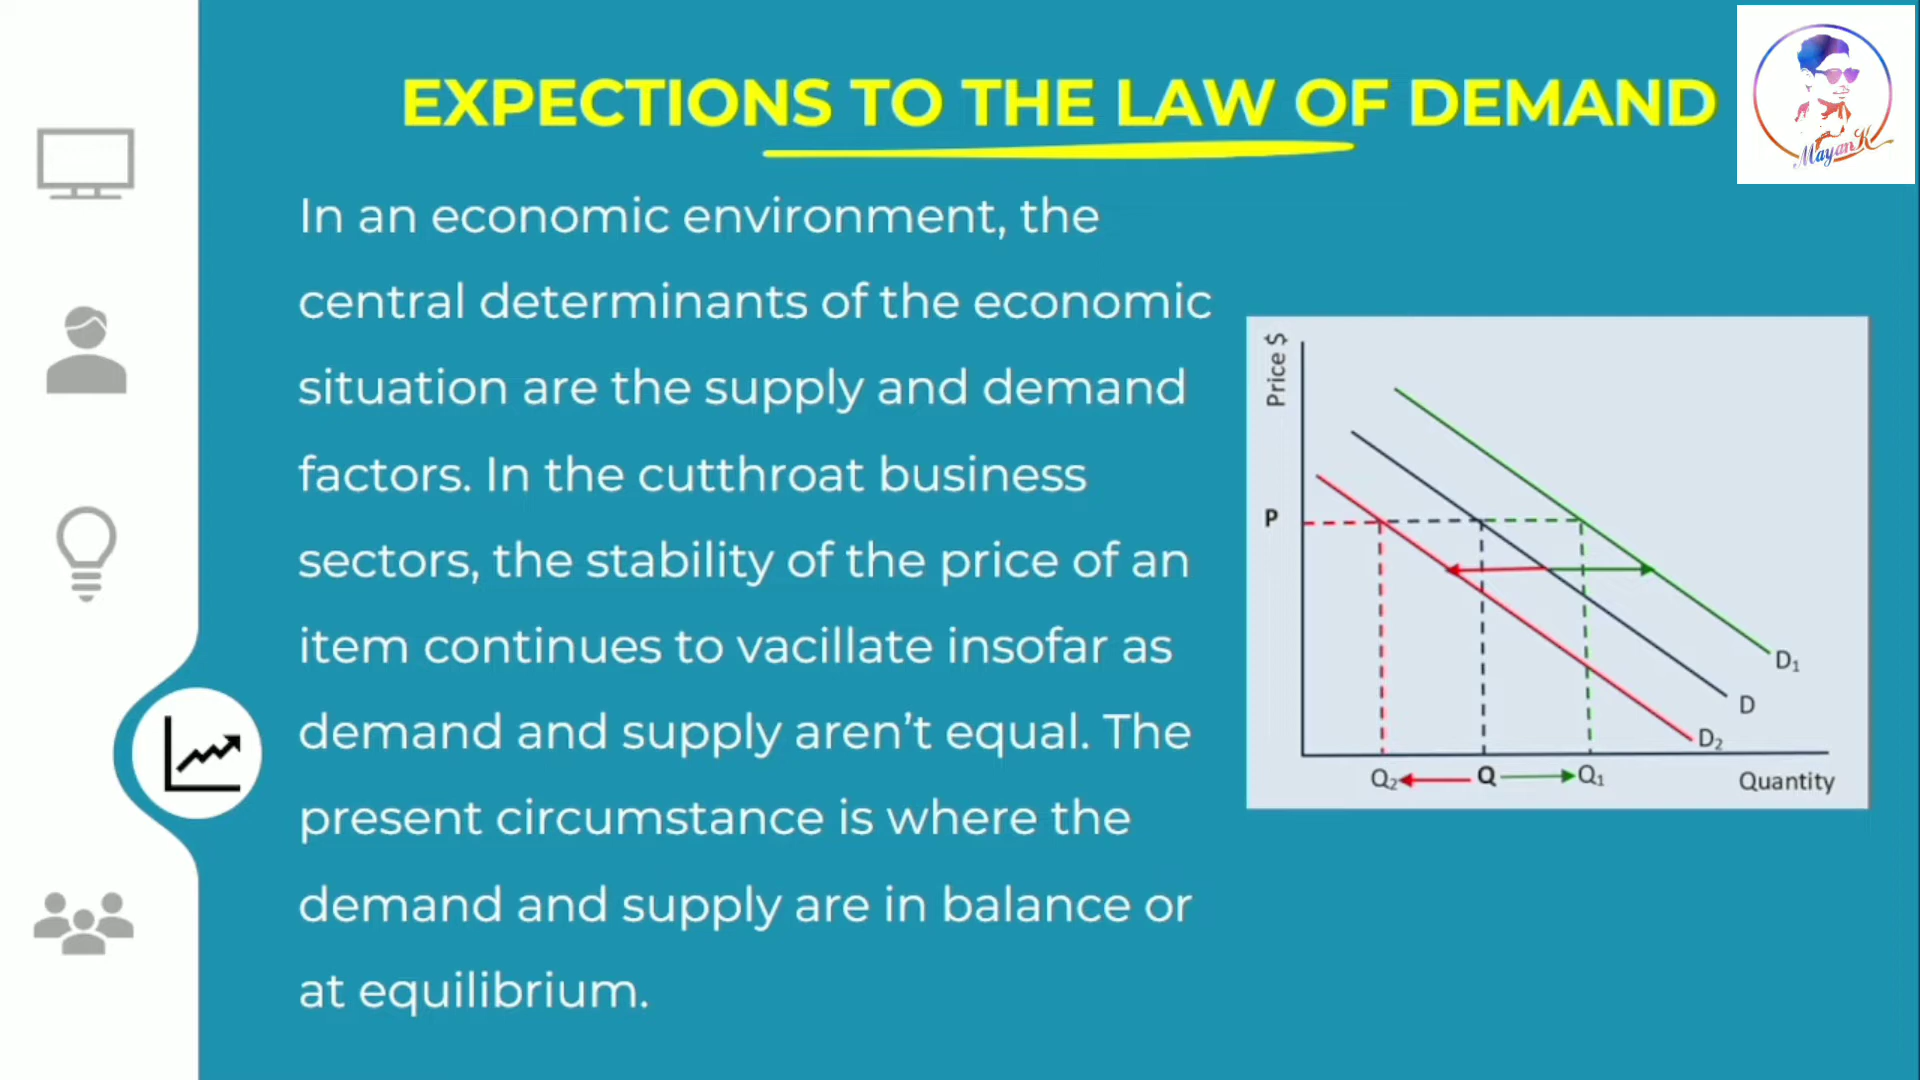 EXPECTIONS TO THE LAW OF DEMAND
MayanK
In an economic environment, the
central determinants of the economic
situation are the supply and demand
factors. In the cutthroat business
sectors, the stability of the price of an
item continues to vacillate insofar as
demand and supply aren't equal. The
present circumstance is where the
demand and supply are in balance or
at equilibrium.
Price $
P
D₁
D
D₂
Q₂ Q Q₁ Quantity